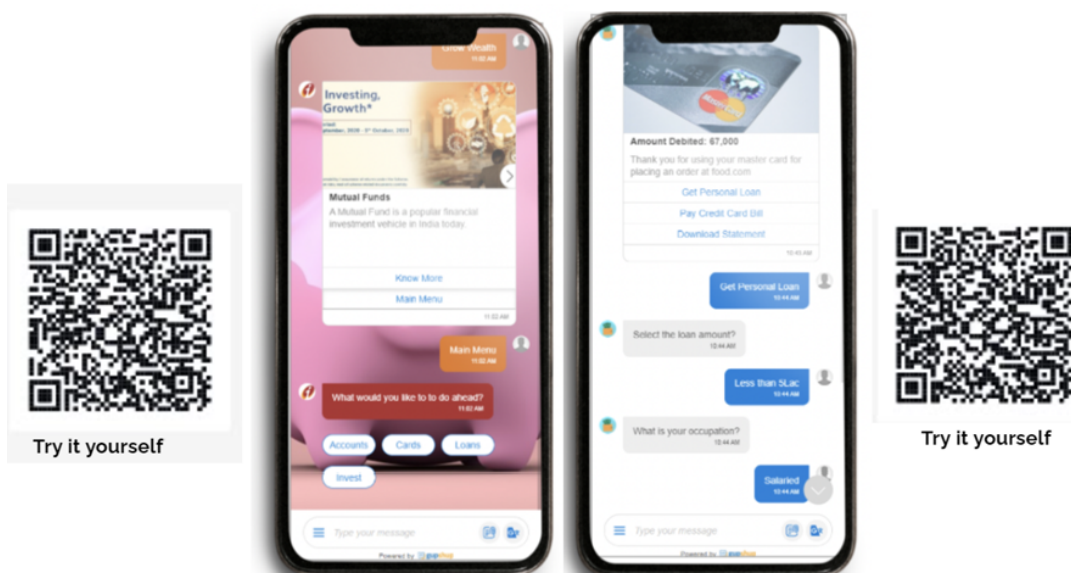 Try it yourself
Grow Wealth
11:02 AM
Investing,
Growth*
Mutual Funds
A Mutual Fund is a popular financial
investment vehicle in India today.
Know More
Main Menu
11:02 AM
Main Menu
11:02 AM
What would you like to to do ahead?
11:02 AM
Accounts
Cards
Loans
Invest
Type your message
Powered by
MasterCard
Amount Debited: 67,000
Thank you for using your master card for
placing an order at food.com
Get Personal Loan
Pay Credit Card Bill
Download Statement
Get Personal Loan
10:44 AM
Select the loan amount?
10:44 AM
Less than 5Lac
10:44 AM
What is your occupation?
10:44 AM
Salaried
10:44 AM
Type your message
Powered by
Try it yourself